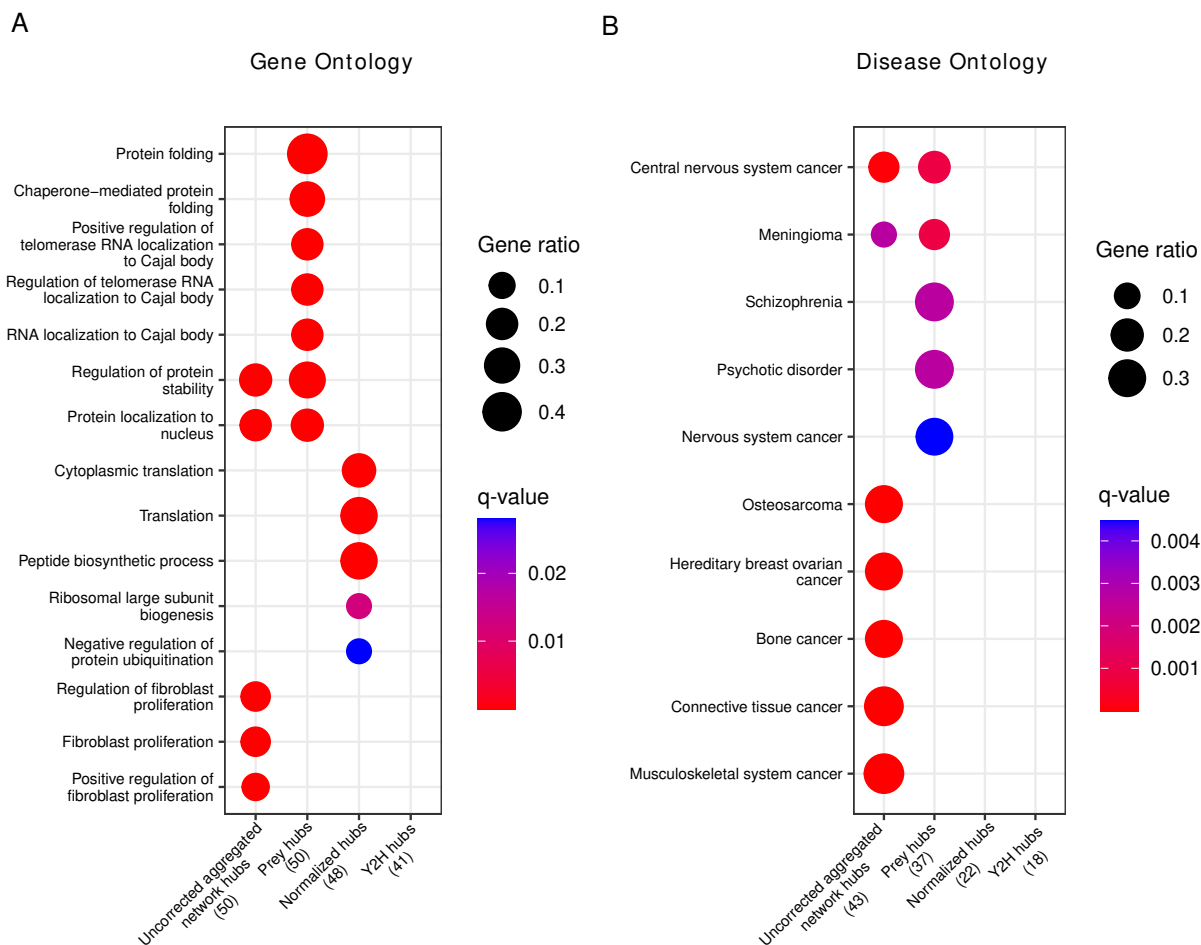 A
Gene Ontology
Protein folding
Chaperone−mediated protein
folding
Positive regulation of
telomerase RNA localization
to Cajal body
Regulation of telomerase RNA
localization to Cajal body
RNA localization to Cajal body
Regulation of protein
stability
Protein localization to
nucleus
Cytoplasmic translation
Translation
Peptide biosynthetic process
Ribosomal large subunit
biogenesis
Negative regulation of
protein ubiquitination
Regulation of fibroblast
proliferation
Fibroblast proliferation
Positive regulation of
fibroblast proliferation
Uncorrected aggregated
network hubs
(50)
Prey hubs
(50)
Normalized hubs
(48)
Y2H hubs
(41)
Gene ratio
0.1
0.2
0.3
0.4
q-value
0.02
0.01
B
Disease Ontology
Central nervous system cancer
Meningioma
Schizophrenia
Psychotic disorder
Nervous system cancer
Osteosarcoma
Hereditary breast ovarian
cancer
Bone cancer
Connective tissue cancer
Musculoskeletal system cancer
Uncorrected aggregated
network hubs
(43)
Prey hubs
(37)
Normalized hubs
(22)
Y2H hubs
(18)
Gene ratio
0.1
0.2
0.3
q-value
0.004
0.003
0.002
0.001